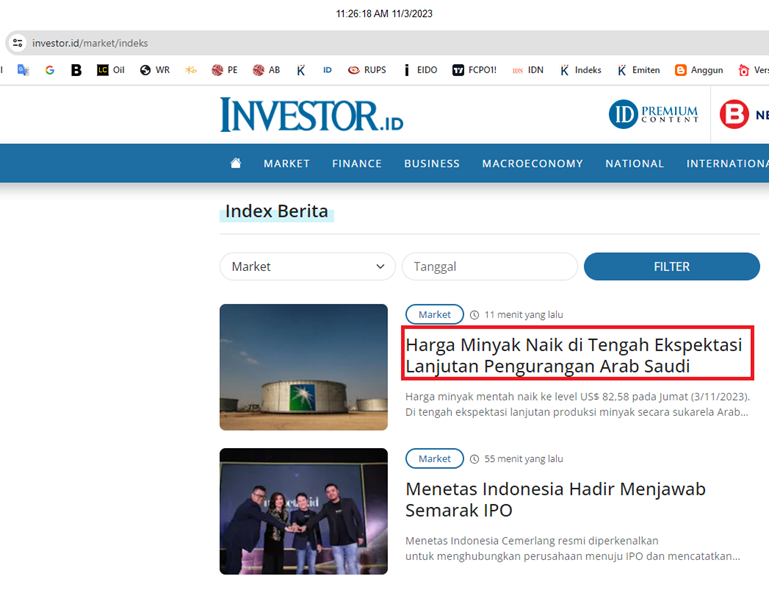 11:26:18 AM 11/3/2023
investor.id/market/indeks
Oil WR PE AB RUPS EIDO FCPO1! IDN Indeks Emiten Anggun
INVESTOR.ID
ID PREMIUM CONTENT
B
MARKET FINANCE BUSINESS MACROECONOMY NATIONAL
Index Berita
Market Tanggal FILTER
Market 11 menit yang lalu
Harga Minyak Naik di Tengah Ekspektasi
Lanjutan Pengurangan Arab Saudi
Harga minyak mentah naik ke level US$ 82,58 pada Jumat (3/11/2023).
Di tengah ekspektasi lanjutan produksi minyak secara sukarela Arab...
Market 55 menit yang lalu
Menetas Indonesia Hadir Menjawab
Semarak IPO
Menetas Indonesia Cemerlang resmi diperkenalkan
untuk menghubungkan perusahaan menuju IPO dan mencatatkan...